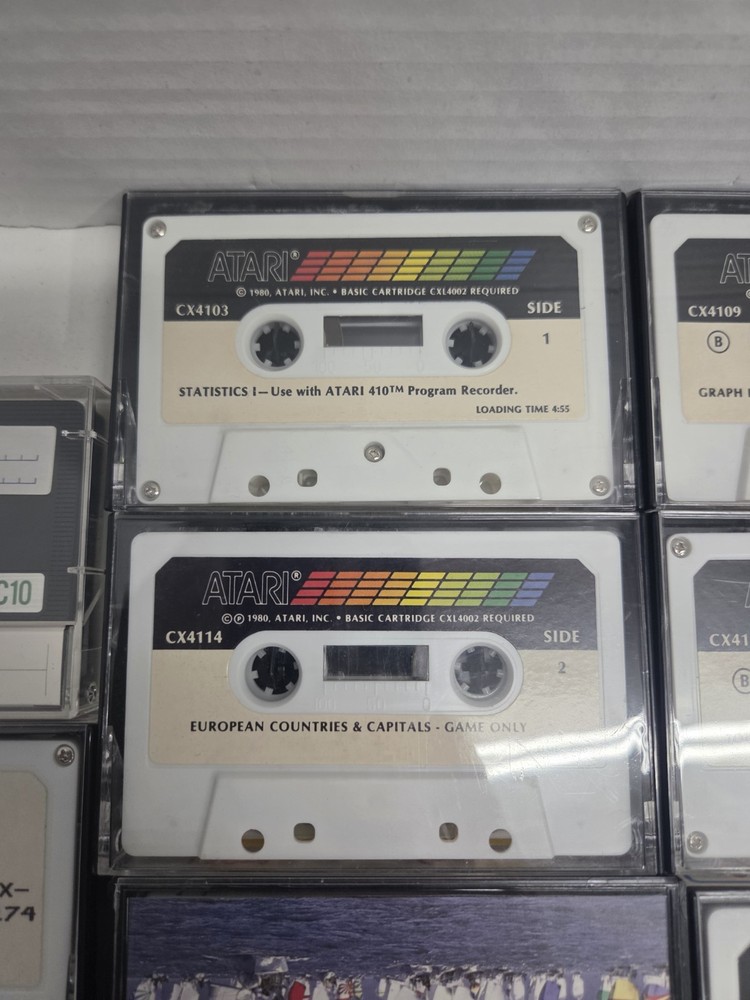 ATARI®
© 1980, ATARI, INC. • BASIC CARTRIDGE CXL4002 REQUIRED
CX4103
SIDE
1
STATISTICS I—Use with ATARI 410™ Program Recorder.
LOADING TIME 4:55
CX4109
B
GRAPH
ATARI®
©℗ 1980, ATARI, INC. • BASIC CARTRIDGE CXL4002 REQUIRED
CX4114
SIDE
2
EUROPEAN COUNTRIES & CAPITALS - GAME ONLY
C10
CX41
B
X-
174